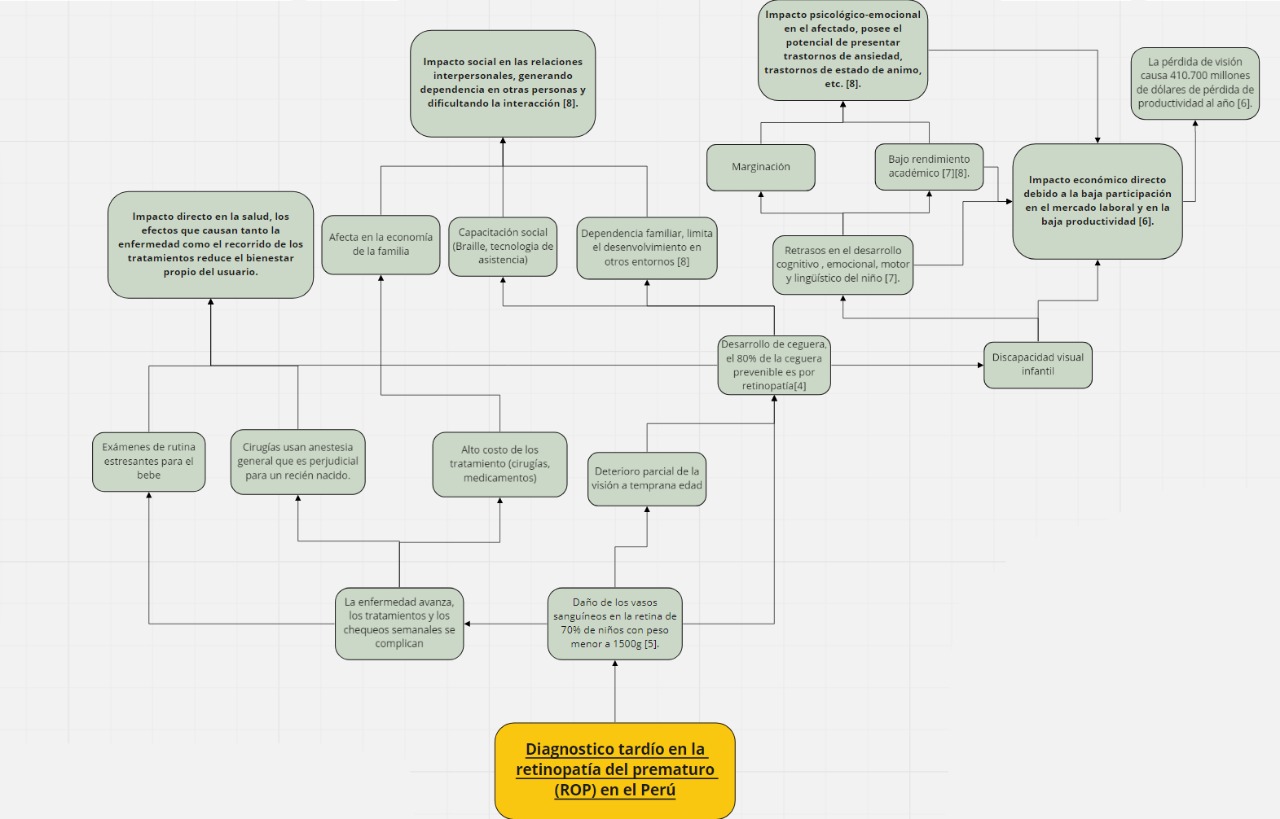 Impacto psicológico-emocional
en el afectado, posee el
potencial de presentar
trastornos de ansiedad,
trastornos de estado de animo,
etc. [8].
Impacto social en las relaciones
interpersonales, generando
dependencia en otras personas y
dificultando la interacción [8].
La pérdida de visión
causa 410.700 millones
de dólares de pérdida de
productividad al año [6].
Marginación
Bajo rendimiento
académico [7][8].
Impacto económico directo
debido a la baja participación
en el mercado laboral y en la
baja productividad [6].
Impacto directo en la salud, los
efectos que causan tanto la
enfermedad como el recorrido de los
tratamientos reduce el bienestar
propio del usuario.
Afecta en la economía
de la familia
Capacitación social
(Braille, tecnologia de
asistencia)
Dependencia familiar, limita
el desenvolvimiento en
otros entornos [8]
Retrasos en el desarrollo
cognitivo , emocional, motor
y lingüístico del niño [7].
Desarrollo de ceguera,
el 80% de la ceguera
prevenible es por
retinopatía[4]
Discapacidad visual
infantil
Exámenes de rutina
estresantes para el
bebe
Cirugías usan anestesia
general que es perjudicial
para un recién nacido.
Alto costo de los
tratamiento (cirugías,
medicamentos)
Deterioro parcial de la
visión a temprana edad
La enfermedad avanza,
los tratamientos y los
chequeos semanales se
complican
Daño de los vasos
sanguíneos en la retina de
70% de niños con peso
menor a 1500g [5].
Diagnostico tardío en la
retinopatía del prematuro
(ROP) en el Perú